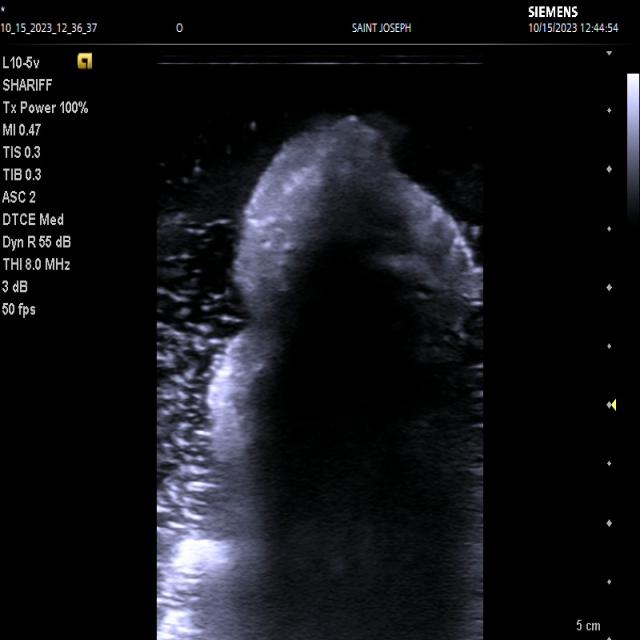 *
SIEMENS
10_15_2023_12_36_37
O
SAINT JOSEPH
10/15/2023 12:44:54
L10-5v
SHARIFF
Tx Power 100%
MI 0.47
TIS 0.3
TIB 0.3
ASC 2
DTCE Med
Dyn R 55 dB
THI 8.0 MHz
3 dB
50 fps
5 cm